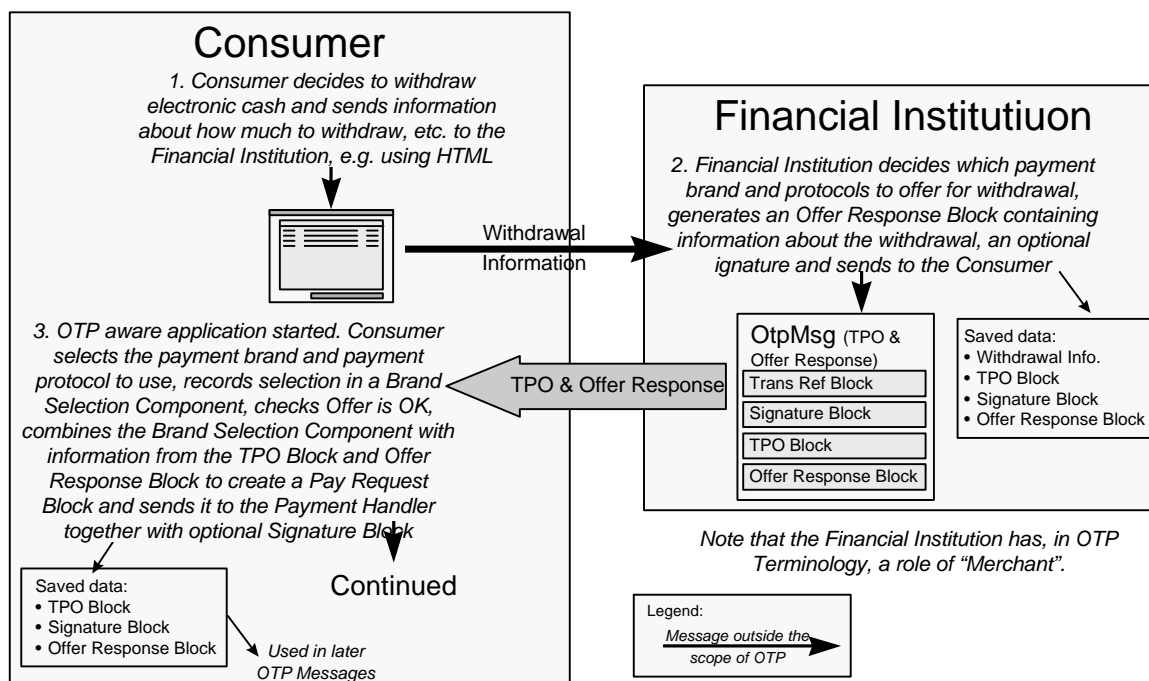 Consumer
1. Consumer decides to withdraw
electronic cash and sends information
about how much to withdraw, etc. to the
Financial Institution, e.g. using HTML
Withdrawal
Information
Financial Institutiuon
2. Financial Institution decides which payment
brand and protocols to offer for withdrawal,
generates an Offer Response Block containing
information about the withdrawal, an optional
ignature and sends to the Consumer
OtpMsg (TPO &
Offer Response)
Trans Ref Block
Signature Block
TPO Block
Offer Response Block
Saved data:
• Withdrawal Info.
• TPO Block
• Signature Block
• Offer Response Block
TPO & Offer Response
3. OTP aware application started. Consumer
selects the payment brand and payment
protocol to use, records selection in a Brand
Selection Component, checks Offer is OK,
combines the Brand Selection Component with
information from the TPO Block and Offer
Response Block to create a Pay Request
Block and sends it to the Payment Handler
together with optional Signature Block
Continued
Saved data:
• TPO Block
• Signature Block
• Offer Response Block
Used in later
OTP Messages
Note that the Financial Institution has, in OTP
Terminology, a role of “Merchant”.
Legend:
Message outside the
scope of OTP